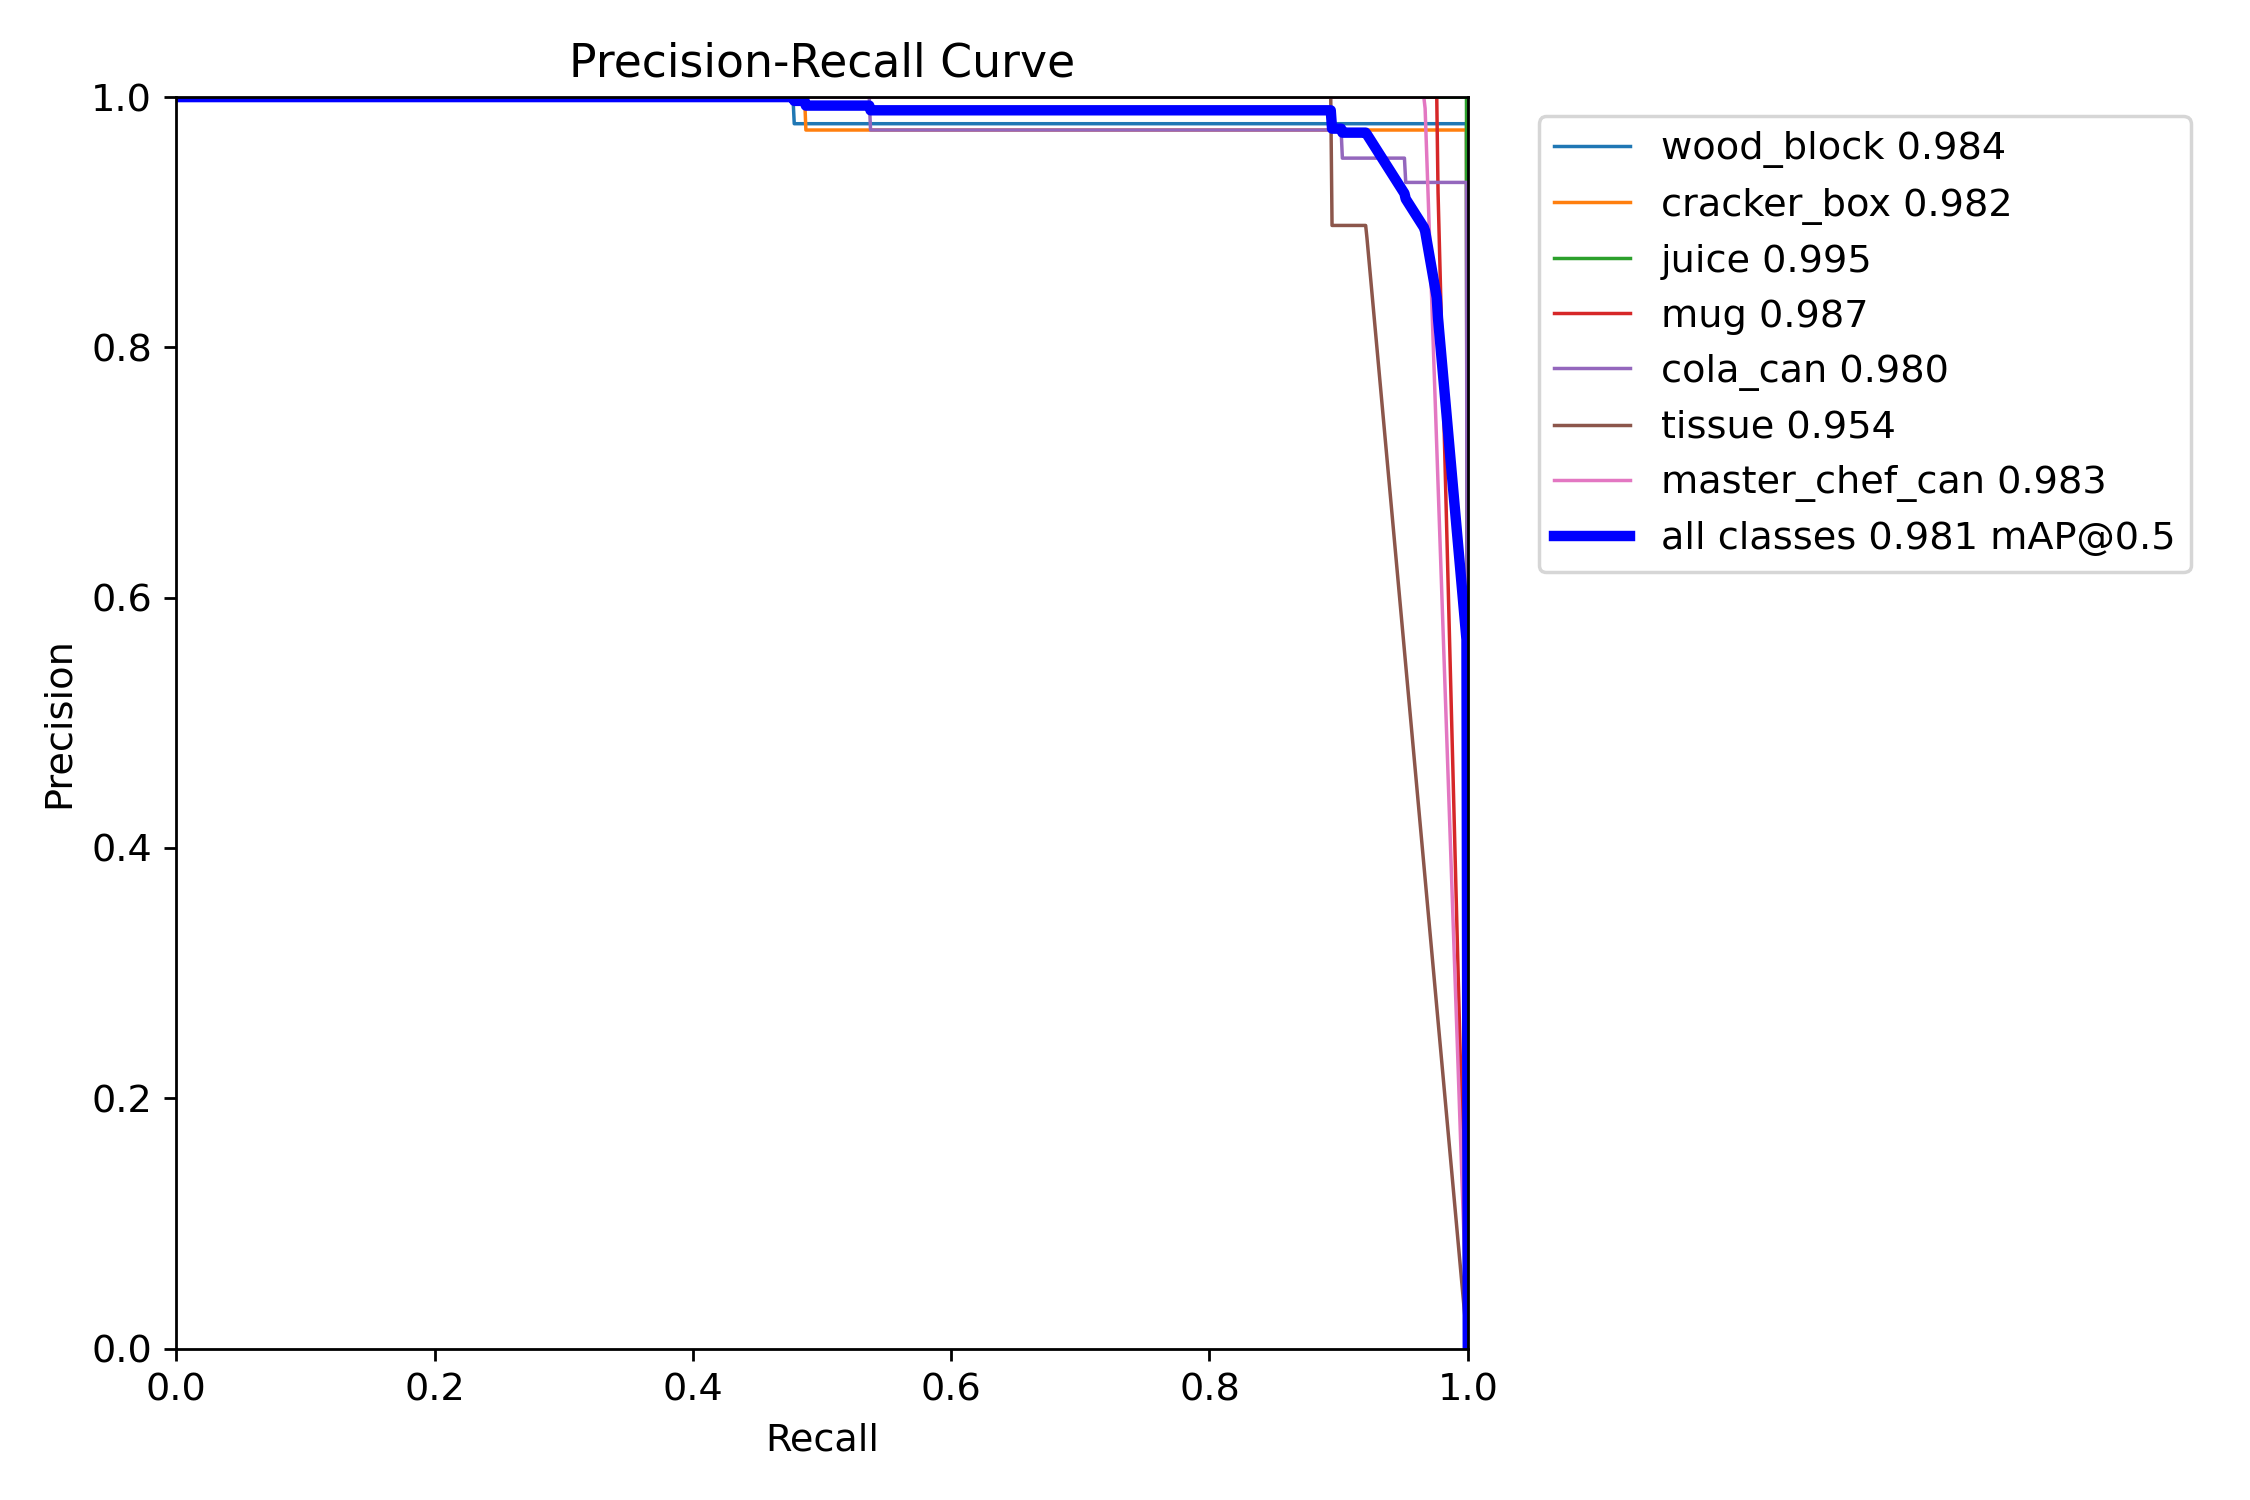 Precision-Recall Curve
1.0
0.8
0.6
0.4
0.2
0.0
Precision
0.0 0.2 0.4 0.6 0.8 1.0
Recall
wood_block 0.984
cracker_box 0.982
juice 0.995
mug 0.987
cola_can 0.980
tissue 0.954
master_chef_can 0.983
all classes 0.981 mAP@0.5